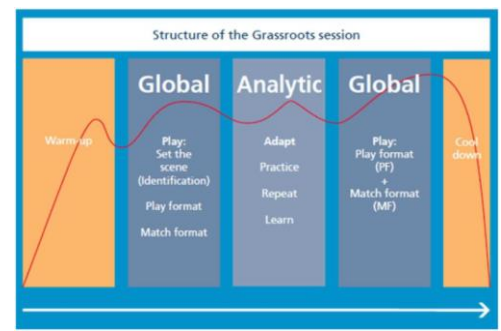 Structure of the Grassroots session
Warm-up
Global
Play:
Set the
scene
(Identification)
Play format
Match format
Analytic
Adapt
Practice
Repeat
Learn
Global
Play:
Play format
(PF)
+
Match format
(MF)
Cool
down